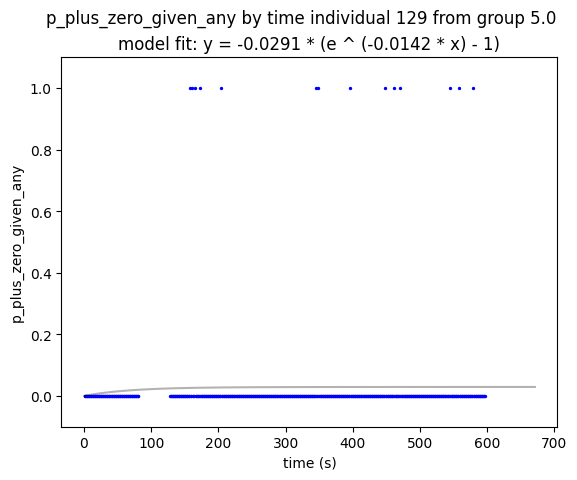 p_plus_zero_given_any by time individual 129 from group 5.0
model fit: y = -0.0291 * (e ^ (-0.0142 * x) - 1)
1.0
0.8
0.6
0.4
0.2
0.0
p_plus_zero_given_any
0 100 200 300 400 500 600 700
time (s)